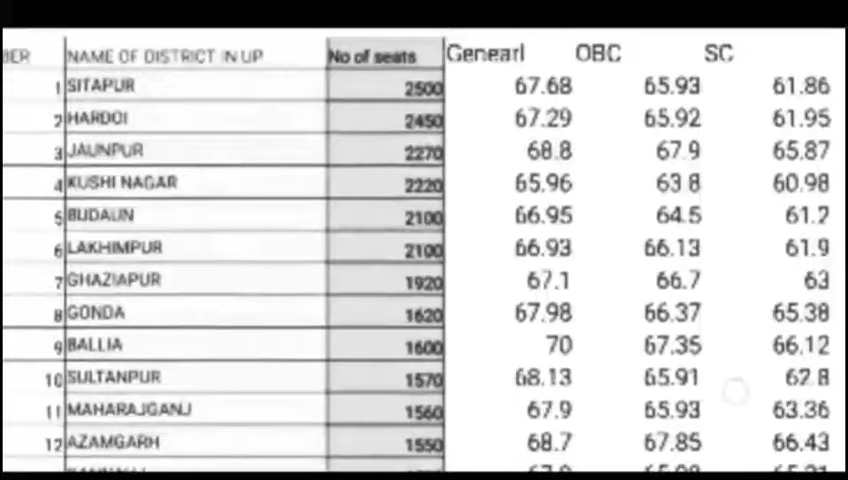 BER NAME OF DISTRICT IN UP No of seats Genearl OBC SC
1 SITAPUR 2500 67.68 65.93 61.86
2 HARDOI 2450 67.29 65.92 61.95
3 JAUNPUR 2270 68.8 67.9 65.87
4 KUSHI NAGAR 2220 65.96 63 8 60.98
5 BUDAUN 2100 66.95 64.5 61.2
6 LAKHIMPUR 2100 66.93 66.13 61.9
7 GHAZIAPUR 1920 67.1 66.7 63
8 GONDA 1620 67.98 66.37 65.38
9 BALLIA 1600 70 67.35 66.12
10 SULTANPUR 1570 68.13 65.91 62.8
11 MAHARAJGANJ 1560 67.9 65.93 63.36
12 AZAMGARH 1550 68.7 67.85 66.43